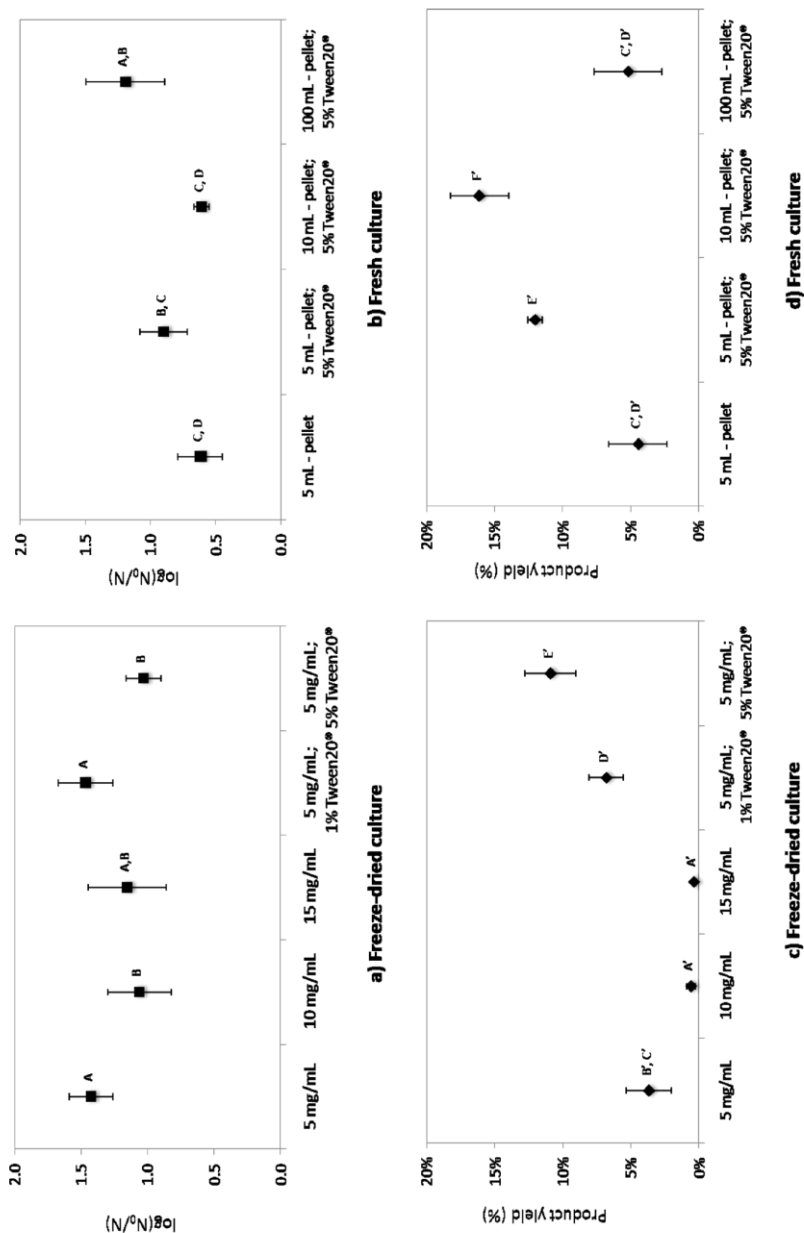 2.0
1.5
1.0
0.5
0.0
log(N₀/N)
A
B
A,B
A
B
5 mg/mL
10 mg/mL
15 mg/mL
5 mg/mL;
1% Tween20®
5 mg/mL;
5% Tween20®
a) Freeze-dried culture
2.0
1.5
1.0
0.5
0.0
log(N₀/N)
C, D
B, C
C, D
A,B
5 mL - pellet
5 mL - pellet;
5% Tween20®
10 mL - pellet;
5% Tween20®
100 mL - pellet;
5% Tween20®
b) Fresh culture
20%
15%
10%
5%
0%
Product yield (%)
B’, C’
A’
A’
D’
E’
5 mg/mL
10 mg/mL
15 mg/mL
5 mg/mL;
1% Tween20®
5 mg/mL;
5% Tween20®
c) Freeze-dried culture
20%
15%
10%
5%
0%
Product yield (%)
C’, D’
E’
F’
C’, D’
5 mL - pellet
5 mL - pellet;
5% Tween20®
10 mL - pellet;
5% Tween20®
100 mL - pellet;
5% Tween20®
d) Fresh culture